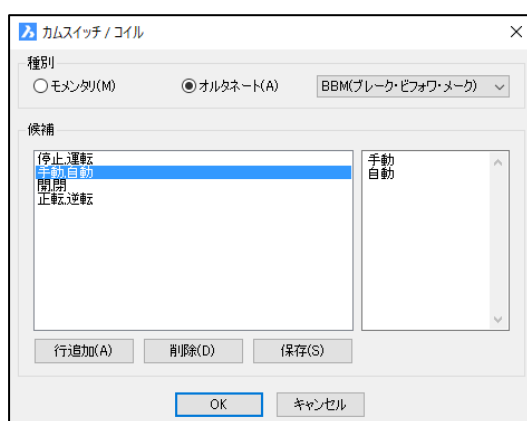 カムスイッチ / コイル
種別
モメンタリ(M)
オルタネート(A)
BBM(ブレーク・ビフォワ・メーク)
候補
停止,運転
手動,自動
開,閉
正転,逆転
手動
自動
行追加(A)
削除(D)
保存(S)
OK
キャンセル